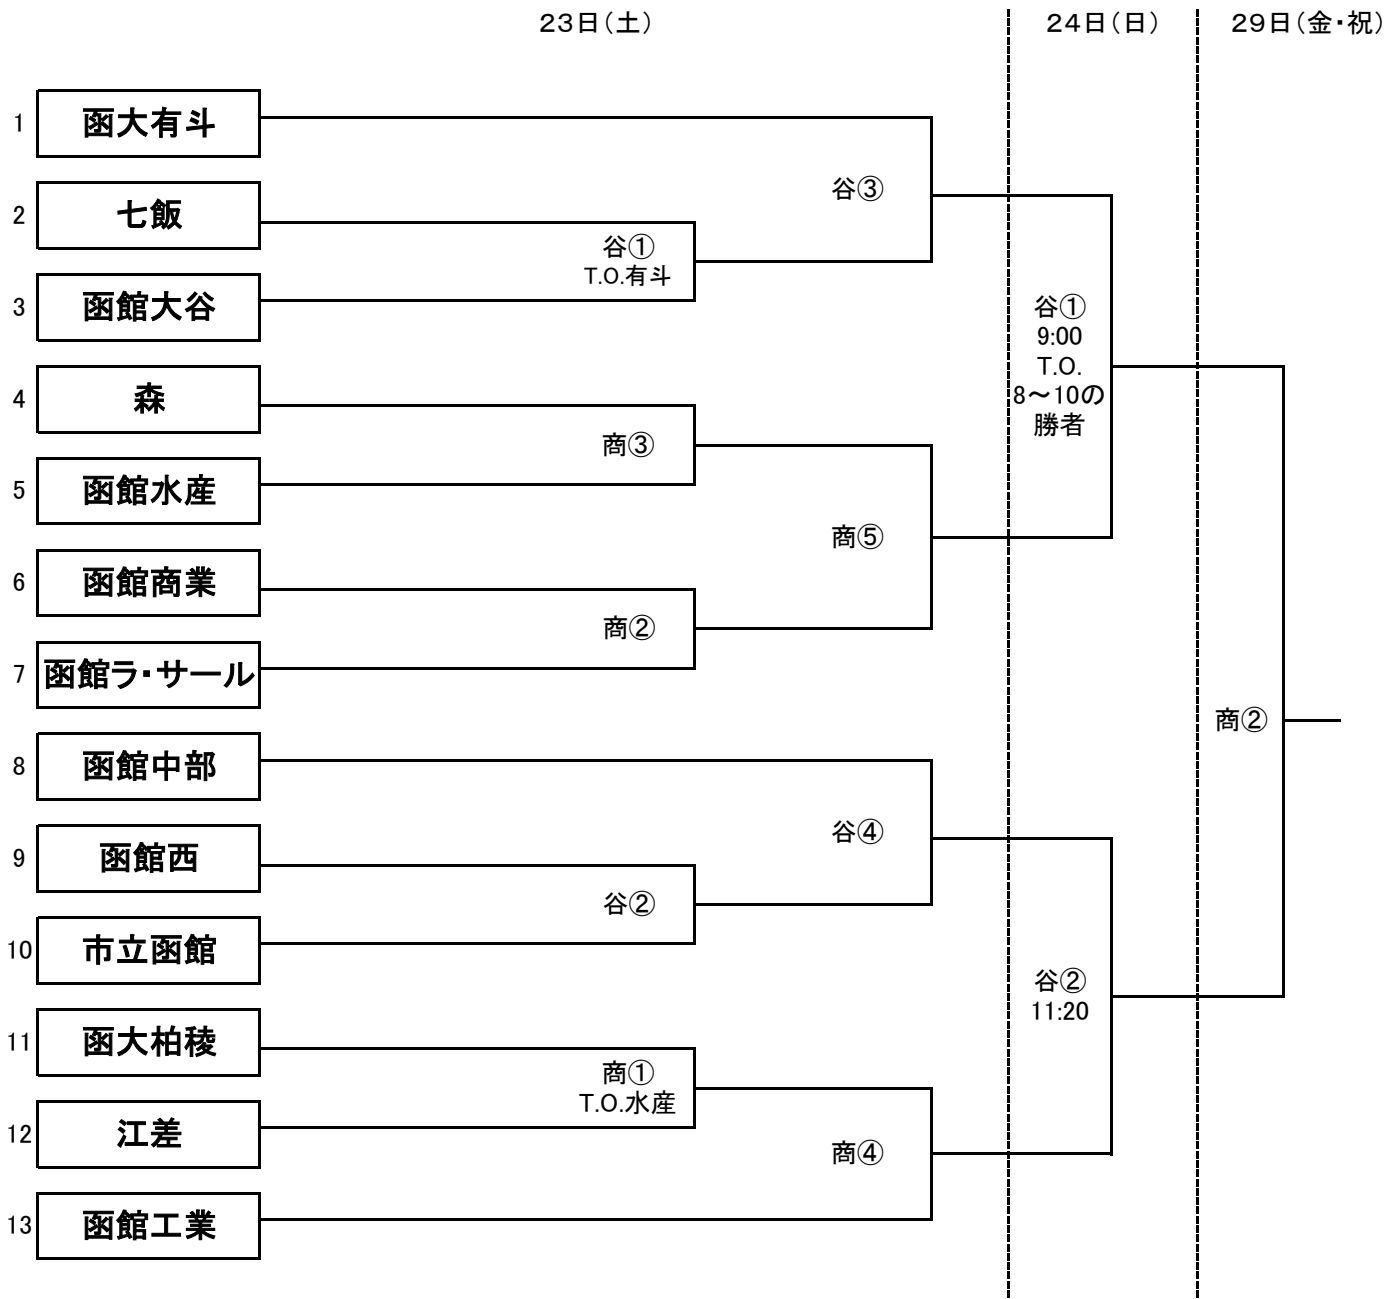 23日(土)
24日(日)
29日(金・祝)
1 函大有斗
谷③
2 七飯
谷①
T.O.有斗
3 函館大谷
谷①
9:00
T.O.
8～10の
勝者
4 森
商③
5 函館水産
商⑤
6 函館商業
商②
7 函館ラ・サール
商②
8 函館中部
谷④
9 函館西
谷②
10 市立函館
谷②
11:20
11 函大柏稜
商①
T.O.水産
12 江差
商④
13 函館工業